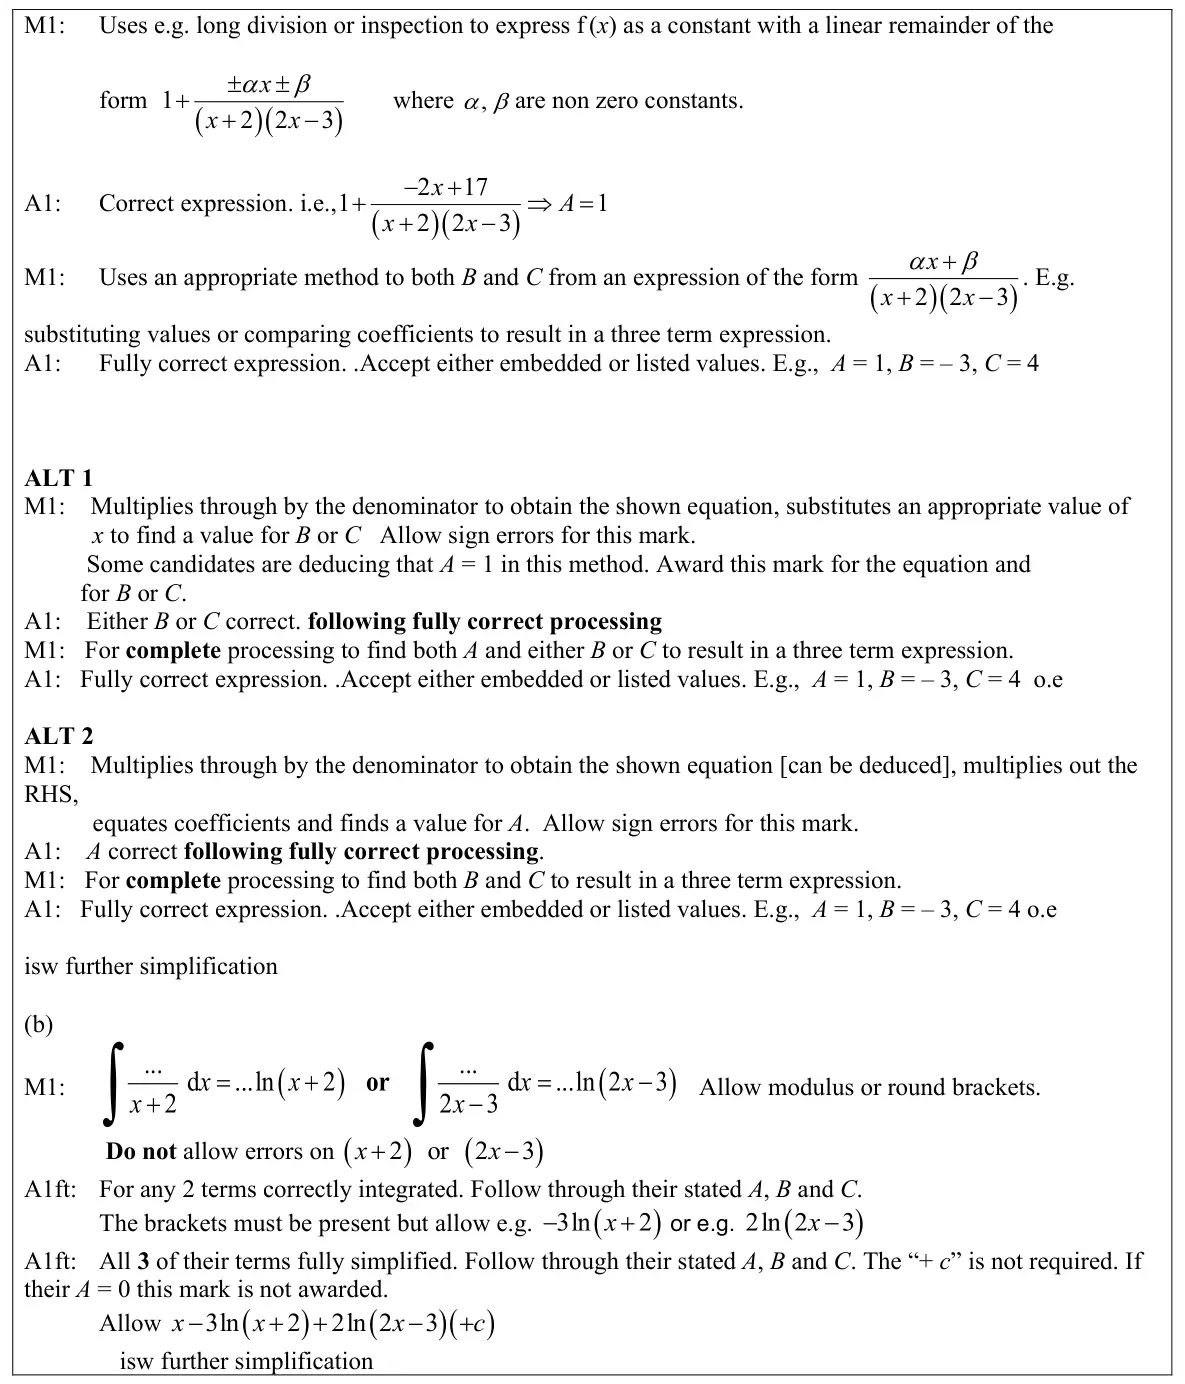 M1: Uses e.g. long division or inspection to express f(x) as a constant with a linear remainder of the
form 1+ (±αx±β)/((x+2)(2x−3)) where α, β are non zero constants.
A1: Correct expression. i.e.,1+ (−2x+17)/((x+2)(2x−3)) ⇒ A=1
M1: Uses an appropriate method to both B and C from an expression of the form (αx+β)/((x+2)(2x−3)). E.g.
substituting values or comparing coefficients to result in a three term expression.
A1: Fully correct expression. .Accept either embedded or listed values. E.g., A = 1, B = – 3, C = 4
ALT 1
M1: Multiplies through by the denominator to obtain the shown equation, substitutes an appropriate value of
x to find a value for B or C Allow sign errors for this mark.
Some candidates are deducing that A = 1 in this method. Award this mark for the equation and
for B or C.
A1: Either B or C correct. following fully correct processing
M1: For complete processing to find both A and either B or C to result in a three term expression.
A1: Fully correct expression. .Accept either embedded or listed values. E.g., A = 1, B = – 3, C = 4 o.e
ALT 2
M1: Multiplies through by the denominator to obtain the shown equation [can be deduced], multiplies out the
RHS,
equates coefficients and finds a value for A. Allow sign errors for this mark.
A1: A correct following fully correct processing.
M1: For complete processing to find both B and C to result in a three term expression.
A1: Fully correct expression. .Accept either embedded or listed values. E.g., A = 1, B = – 3, C = 4 o.e
isw further simplification
(b)
M1: ∫ .../(x+2) dx = ...ln(x+2) or ∫ .../(2x−3) dx = ...ln(2x−3) Allow modulus or round brackets.
Do not allow errors on (x+2) or (2x−3)
A1ft: For any 2 terms correctly integrated. Follow through their stated A, B and C.
The brackets must be present but allow e.g. −3ln(x+2) or e.g. 2ln(2x−3)
A1ft: All 3 of their terms fully simplified. Follow through their stated A, B and C. The “+ c” is not required. If
their A = 0 this mark is not awarded.
Allow x−3ln(x+2)+2ln(2x−3)(+c)
isw further simplification